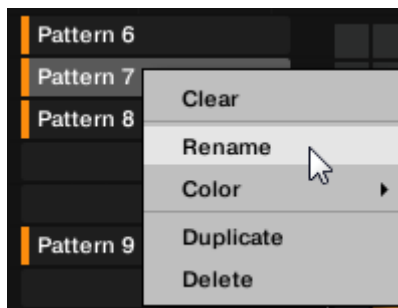 Pattern 6
Pattern 7
Clear
Pattern 8
Rename
Color
Pattern 9
Duplicate
Delete